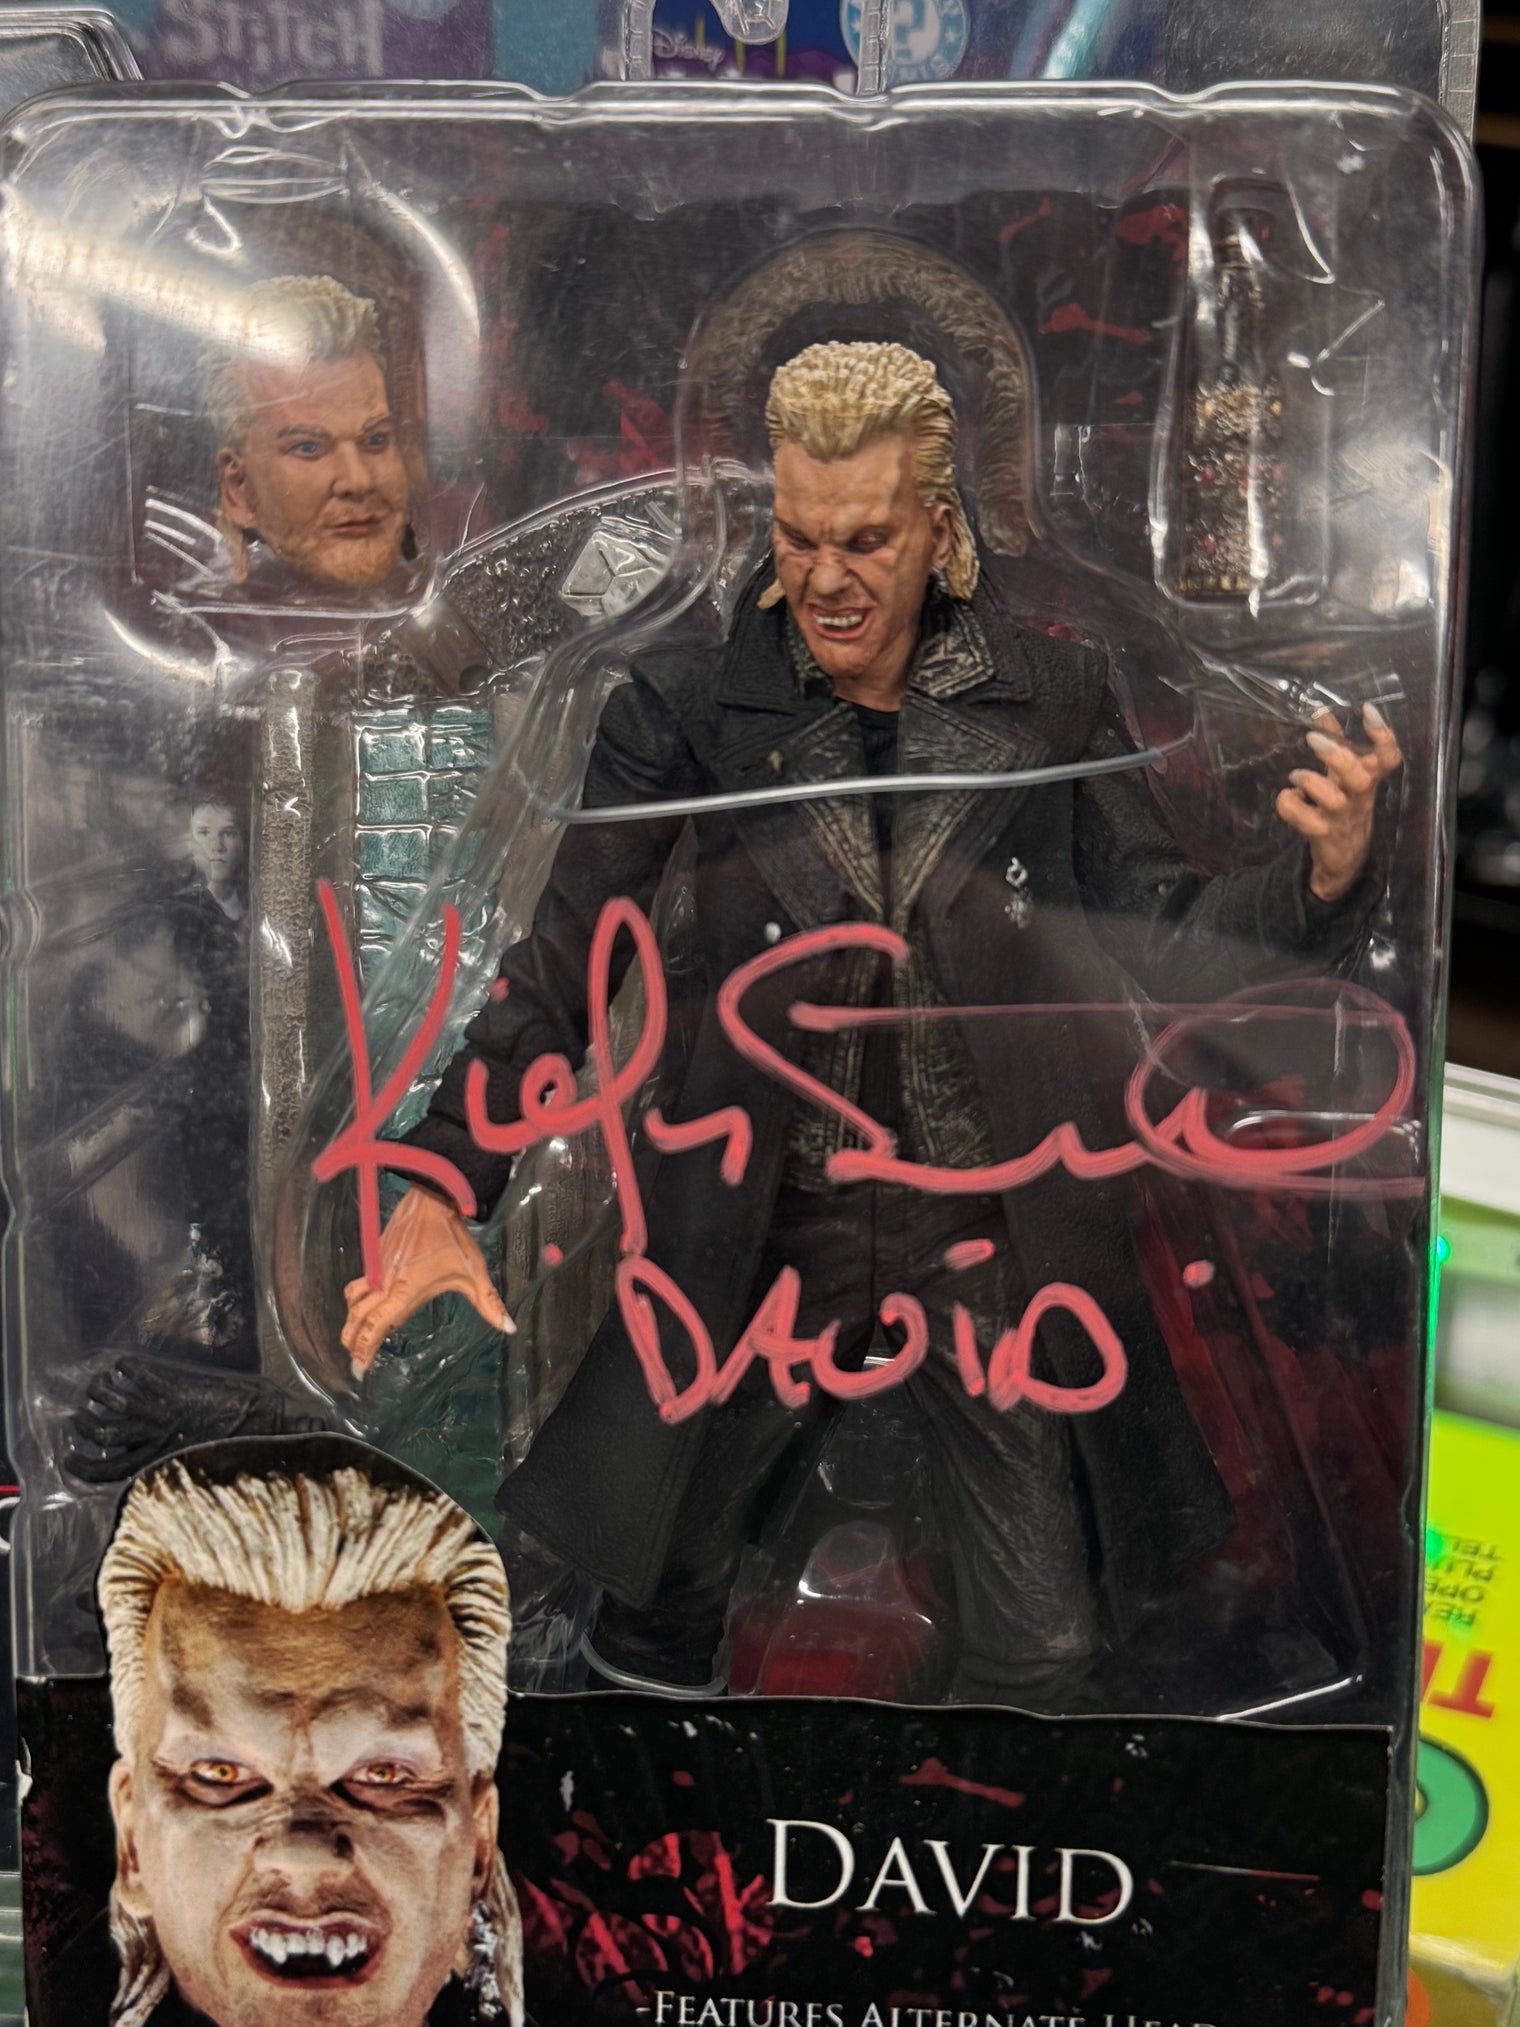 STITCH
Disney
Kiefer Sutherland
DAVID
DAVID
-FEATURES ALTERNATE HEAD